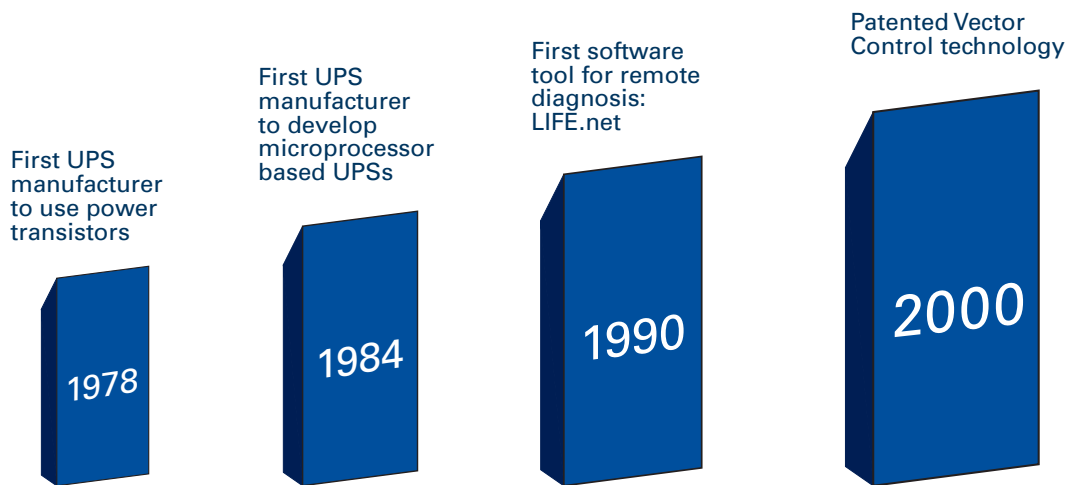 First UPS
manufacturer
to use power
transistors
1978
First UPS
manufacturer
to develop
microprocessor
based UPSs
1984
First software
tool for remote
diagnosis:
LIFE.net
1990
Patented Vector
Control technology
2000